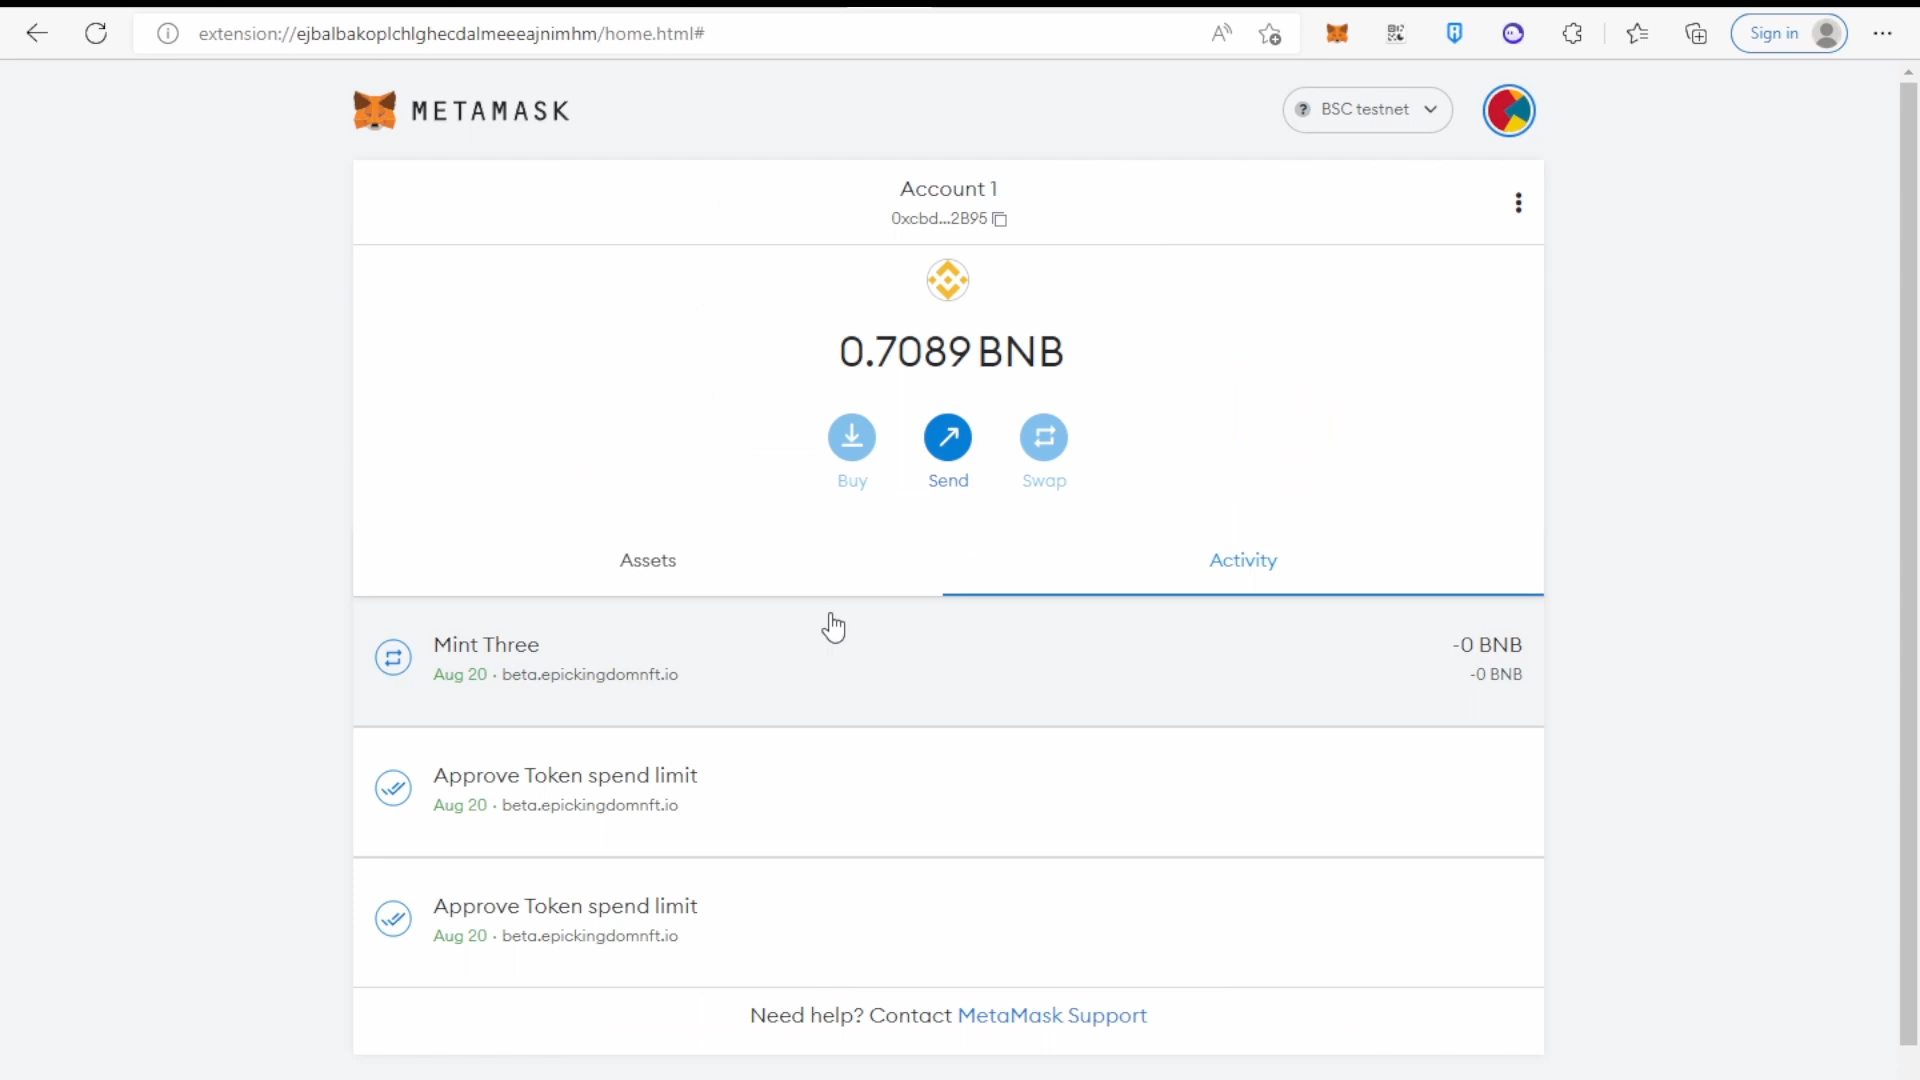 extension://ejbalbakoplchlghecdalmeeeajnimhm/home.html#
Sign in
METAMASK
BSC testnet
Account 1
0xcbd...2B95
0.7089 BNB
Buy
Send
Swap
Assets
Activity
Mint Three
-0 BNB
Aug 20 · beta.epickingdomnft.io
-0 BNB
Approve Token spend limit
Aug 20 · beta.epickingdomnft.io
Approve Token spend limit
Aug 20 · beta.epickingdomnft.io
Need help? Contact MetaMask Support